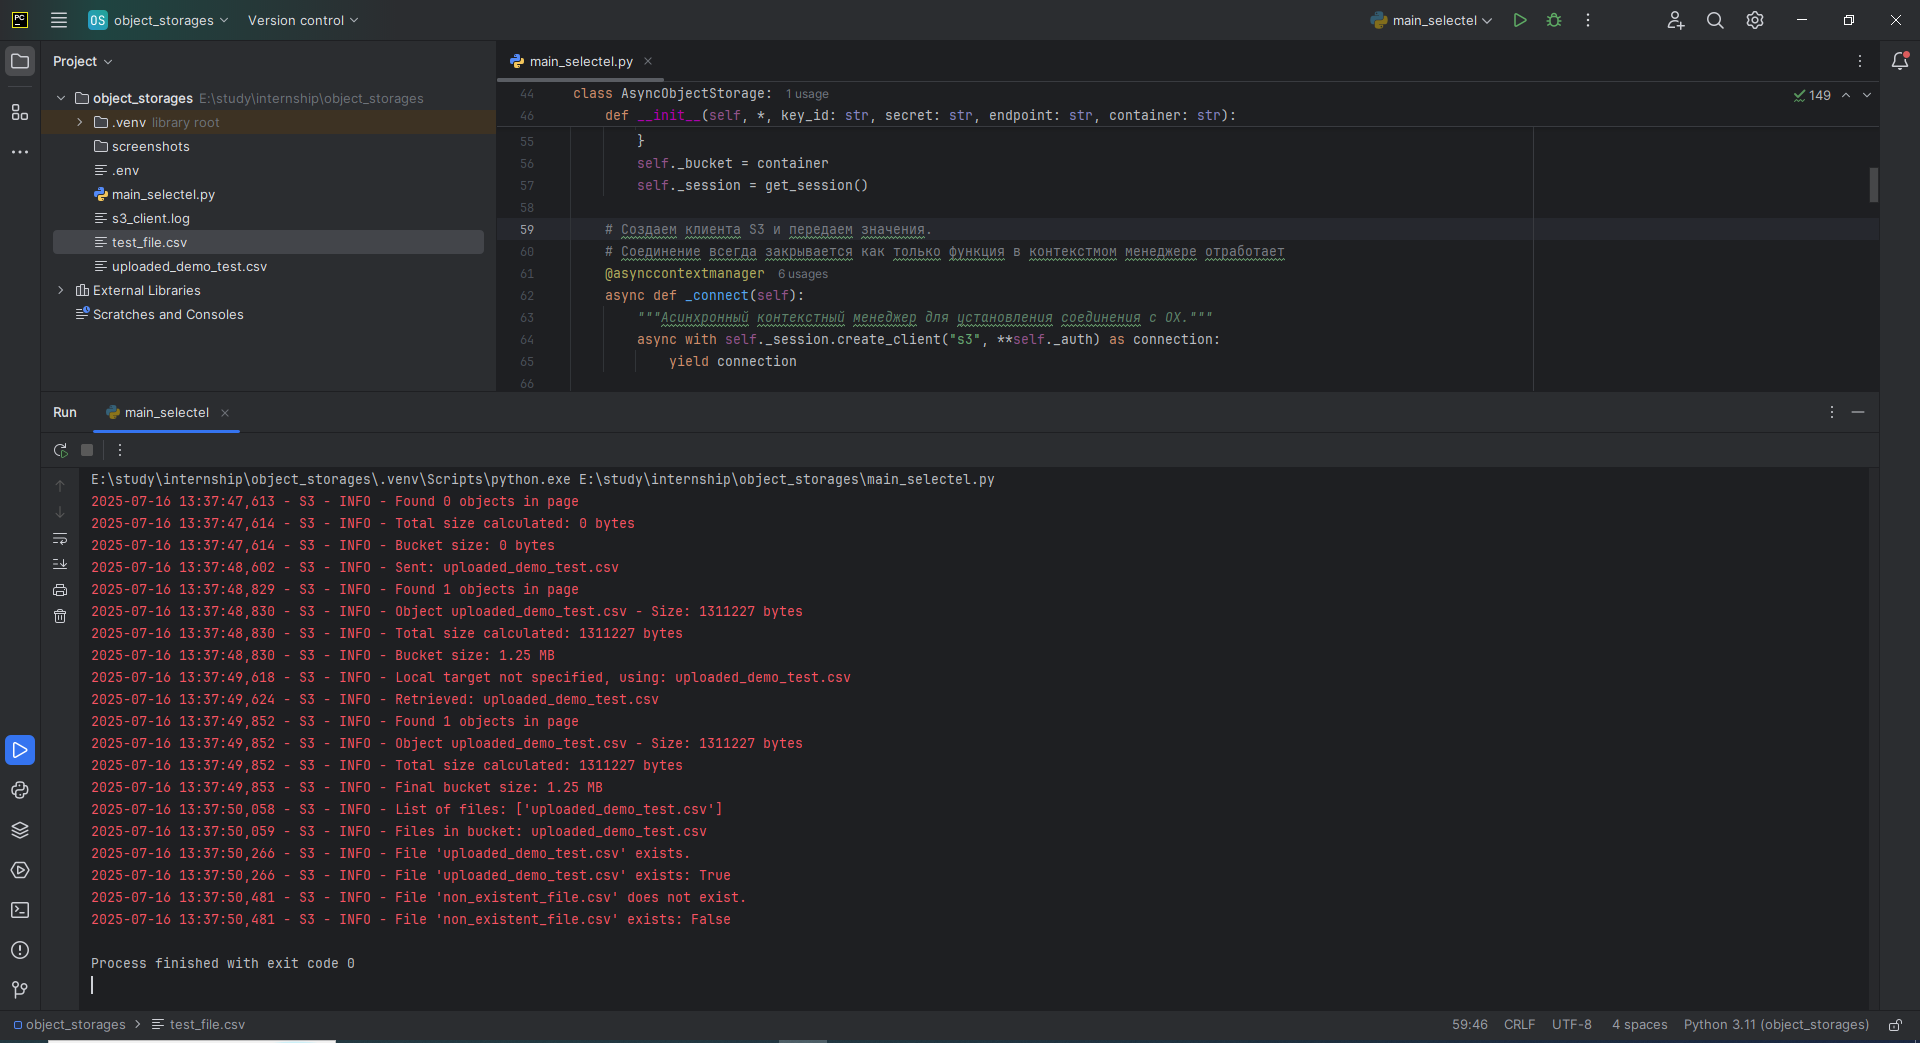 PC
OS object_storages
Version control
main_selectel
Project
object_storages E:\study\internship\object_storages
.venv library root
screenshots
.env
main_selectel.py
s3_client.log
test_file.csv
uploaded_demo_test.csv
External Libraries
Scratches and Consoles
main_selectel.py
149
44 class AsyncObjectStorage: 1 usage
46 def __init__(self, *, key_id: str, secret: str, endpoint: str, container: str):
55 }
56 self._bucket = container
57 self._session = get_session()
58
59 # Создаем клиента S3 и передаем значения.
60 # Соединение всегда закрывается как только функция в контекстмом менеджере отработает
61 @asynccontextmanager 6 usages
62 async def _connect(self):
63 """Асинхронный контекстный менеджер для установления соединения с ОХ."""
64 async with self._session.create_client("s3", **self._auth) as connection:
65 yield connection
66
Run main_selectel
E:\study\internship\object_storages\.venv\Scripts\python.exe E:\study\internship\object_storages\main_selectel.py
2025-07-16 13:37:47,613 - S3 - INFO - Found 0 objects in page
2025-07-16 13:37:47,614 - S3 - INFO - Total size calculated: 0 bytes
2025-07-16 13:37:47,614 - S3 - INFO - Bucket size: 0 bytes
2025-07-16 13:37:48,602 - S3 - INFO - Sent: uploaded_demo_test.csv
2025-07-16 13:37:48,829 - S3 - INFO - Found 1 objects in page
2025-07-16 13:37:48,830 - S3 - INFO - Object uploaded_demo_test.csv - Size: 1311227 bytes
2025-07-16 13:37:48,830 - S3 - INFO - Total size calculated: 1311227 bytes
2025-07-16 13:37:48,830 - S3 - INFO - Bucket size: 1.25 MB
2025-07-16 13:37:49,618 - S3 - INFO - Local target not specified, using: uploaded_demo_test.csv
2025-07-16 13:37:49,624 - S3 - INFO - Retrieved: uploaded_demo_test.csv
2025-07-16 13:37:49,852 - S3 - INFO - Found 1 objects in page
2025-07-16 13:37:49,852 - S3 - INFO - Object uploaded_demo_test.csv - Size: 1311227 bytes
2025-07-16 13:37:49,852 - S3 - INFO - Total size calculated: 1311227 bytes
2025-07-16 13:37:49,853 - S3 - INFO - Final bucket size: 1.25 MB
2025-07-16 13:37:50,058 - S3 - INFO - List of files: ['uploaded_demo_test.csv']
2025-07-16 13:37:50,059 - S3 - INFO - Files in bucket: uploaded_demo_test.csv
2025-07-16 13:37:50,266 - S3 - INFO - File 'uploaded_demo_test.csv' exists.
2025-07-16 13:37:50,266 - S3 - INFO - File 'uploaded_demo_test.csv' exists: True
2025-07-16 13:37:50,481 - S3 - INFO - File 'non_existent_file.csv' does not exist.
2025-07-16 13:37:50,481 - S3 - INFO - File 'non_existent_file.csv' exists: False
Process finished with exit code 0
object_storages > test_file.csv
59:46 CRLF UTF-8 4 spaces Python 3.11 (object_storages)